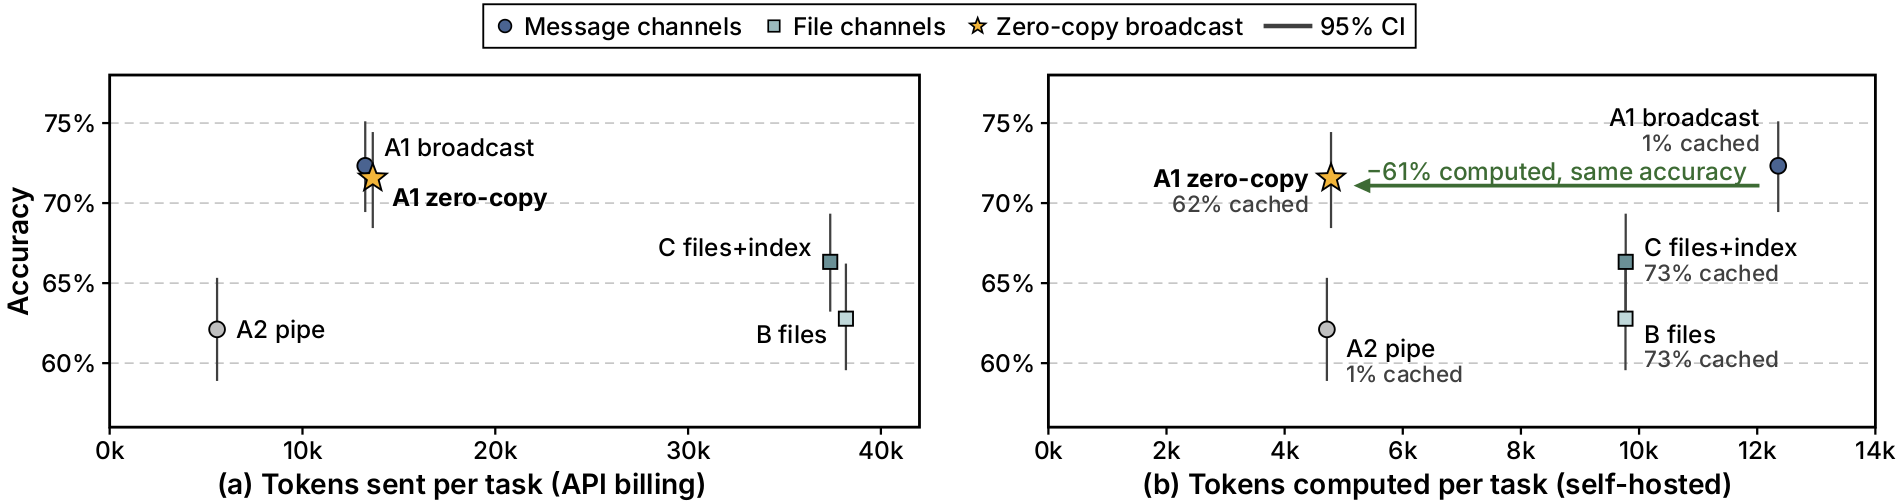 Message channels File channels Zero-copy broadcast 95% CI
Accuracy
75%
70%
65%
60%
A1 broadcast
A1 zero-copy
C files+index
B files
A2 pipe
0k 10k 20k 30k 40k
(a) Tokens sent per task (API billing)
75%
70%
65%
60%
A1 broadcast
1% cached
−61% computed, same accuracy
A1 zero-copy
62% cached
C files+index
73% cached
B files
73% cached
A2 pipe
1% cached
0k 2k 4k 6k 8k 10k 12k 14k
(b) Tokens computed per task (self-hosted)